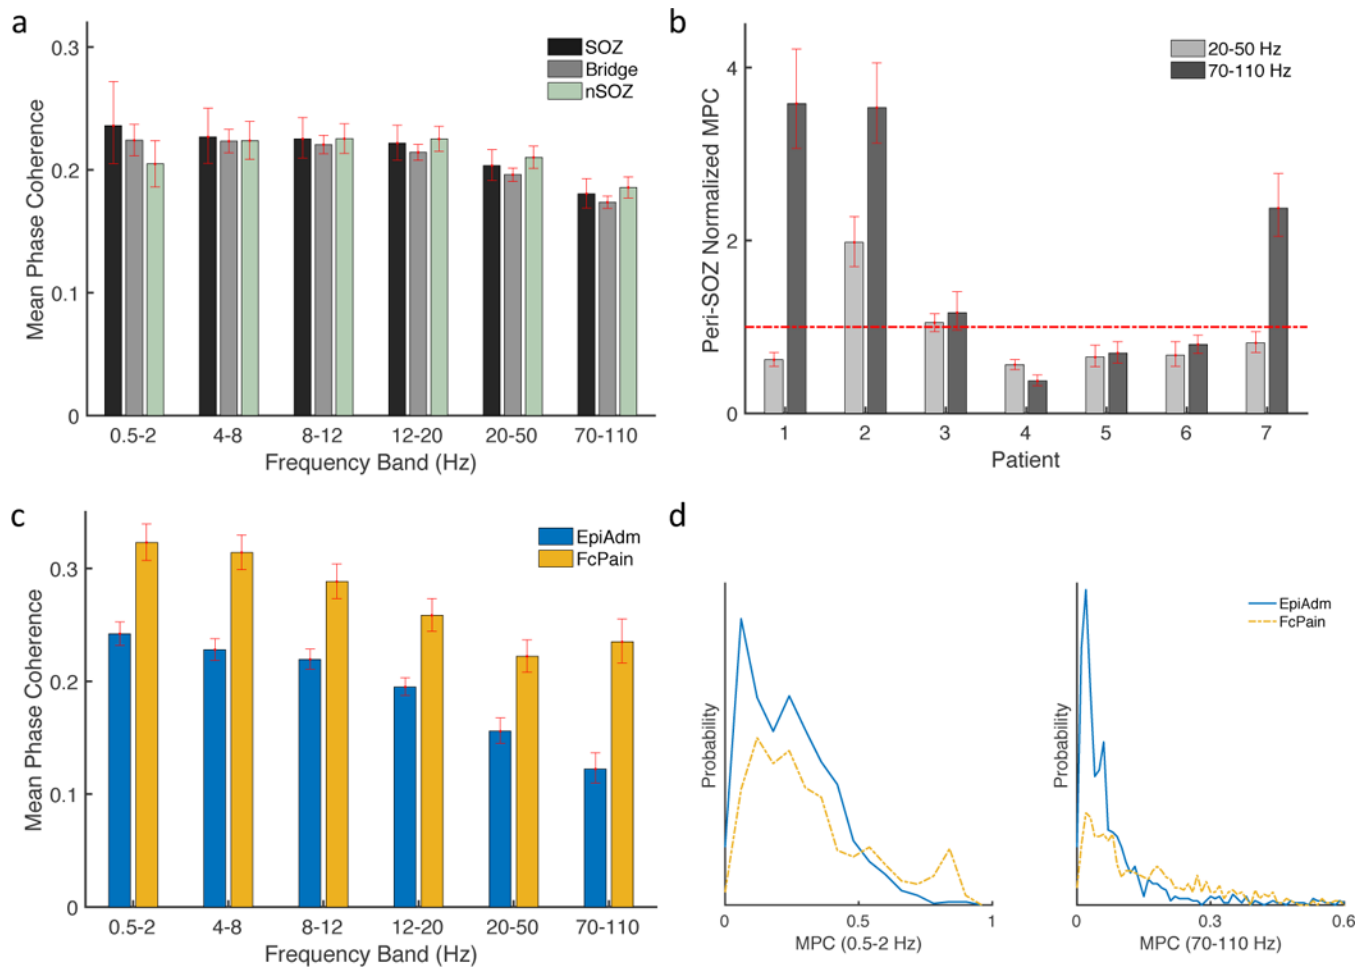 a
0.3
0.2
0.1
0
Mean Phase Coherence
SOZ
Bridge
nSOZ
0.5-2 4-8 8-12 12-20 20-50 70-110
Frequency Band (Hz)
b
4
2
0
Peri-SOZ Normalized MPC
20-50 Hz
70-110 Hz
1 2 3 4 5 6 7
Patient
c
0.3
0.2
0.1
0
Mean Phase Coherence
EpiAdm
FcPain
0.5-2 4-8 8-12 12-20 20-50 70-110
Frequency Band (Hz)
d
Probability
0 0.5 1
MPC (0.5-2 Hz)
Probability
EpiAdm
FcPain
0 0.3 0.6
MPC (70-110 Hz)